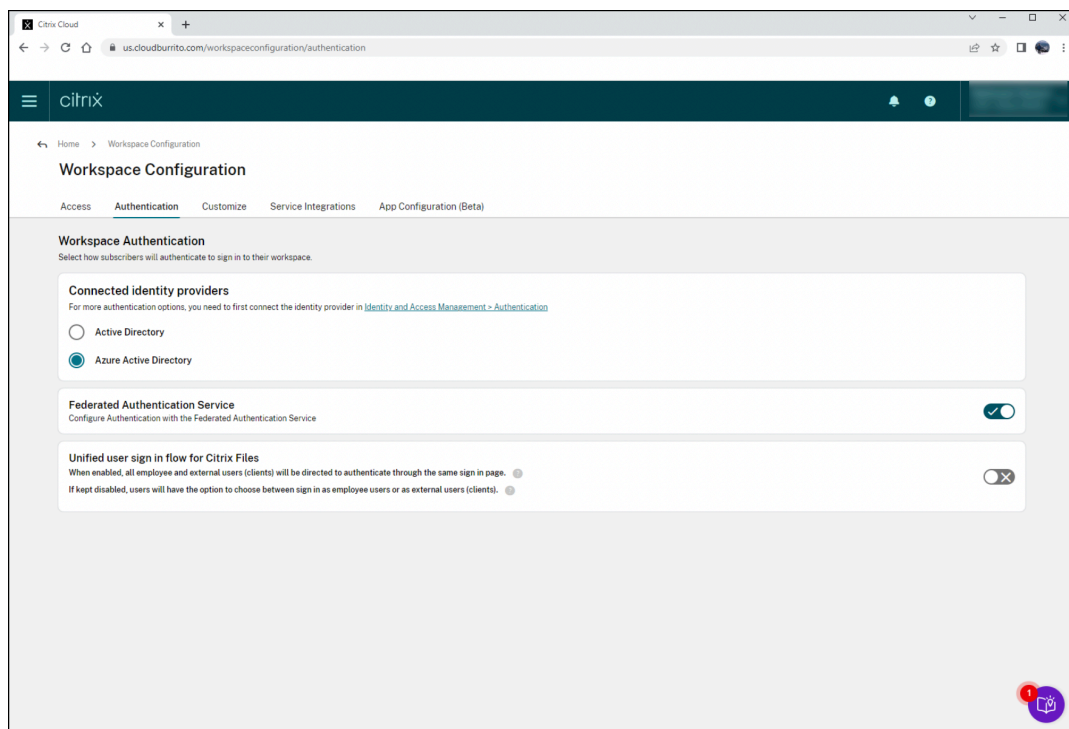 Citrix Cloud
us.cloudburrito.com/workspaceconfiguration/authentication
citrix
Home > Workspace Configuration
Workspace Configuration
Access Authentication Customize Service Integrations App Configuration (Beta)
Workspace Authentication
Select how subscribers will authenticate to sign in to their workspace.
Connected identity providers
For more authentication options, you need to first connect the identity provider in Identity and Access Management > Authentication
Active Directory
Azure Active Directory
Federated Authentication Service
Configure Authentication with the Federated Authentication Service
Unified user sign in flow for Citrix Files
When enabled, all employee and external users (clients) will be directed to authenticate through the same sign in page. ?
If kept disabled, users will have the option to choose between sign in as employee users or as external users (clients). ?
1